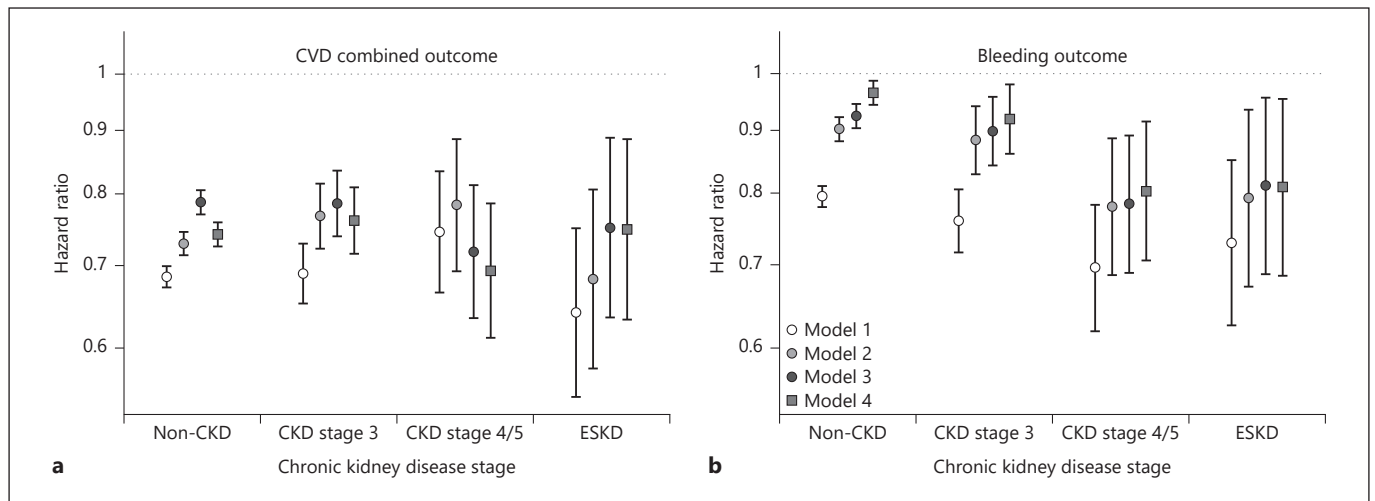 CVD combined outcome
1
0.9
0.8
0.7
0.6
Hazard ratio
Non-CKD
CKD stage 3
CKD stage 4/5
ESKD
a
Chronic kidney disease stage
Bleeding outcome
1
0.9
0.8
0.7
0.6
Hazard ratio
Model 1
Model 2
Model 3
Model 4
Non-CKD
CKD stage 3
CKD stage 4/5
ESKD
b
Chronic kidney disease stage